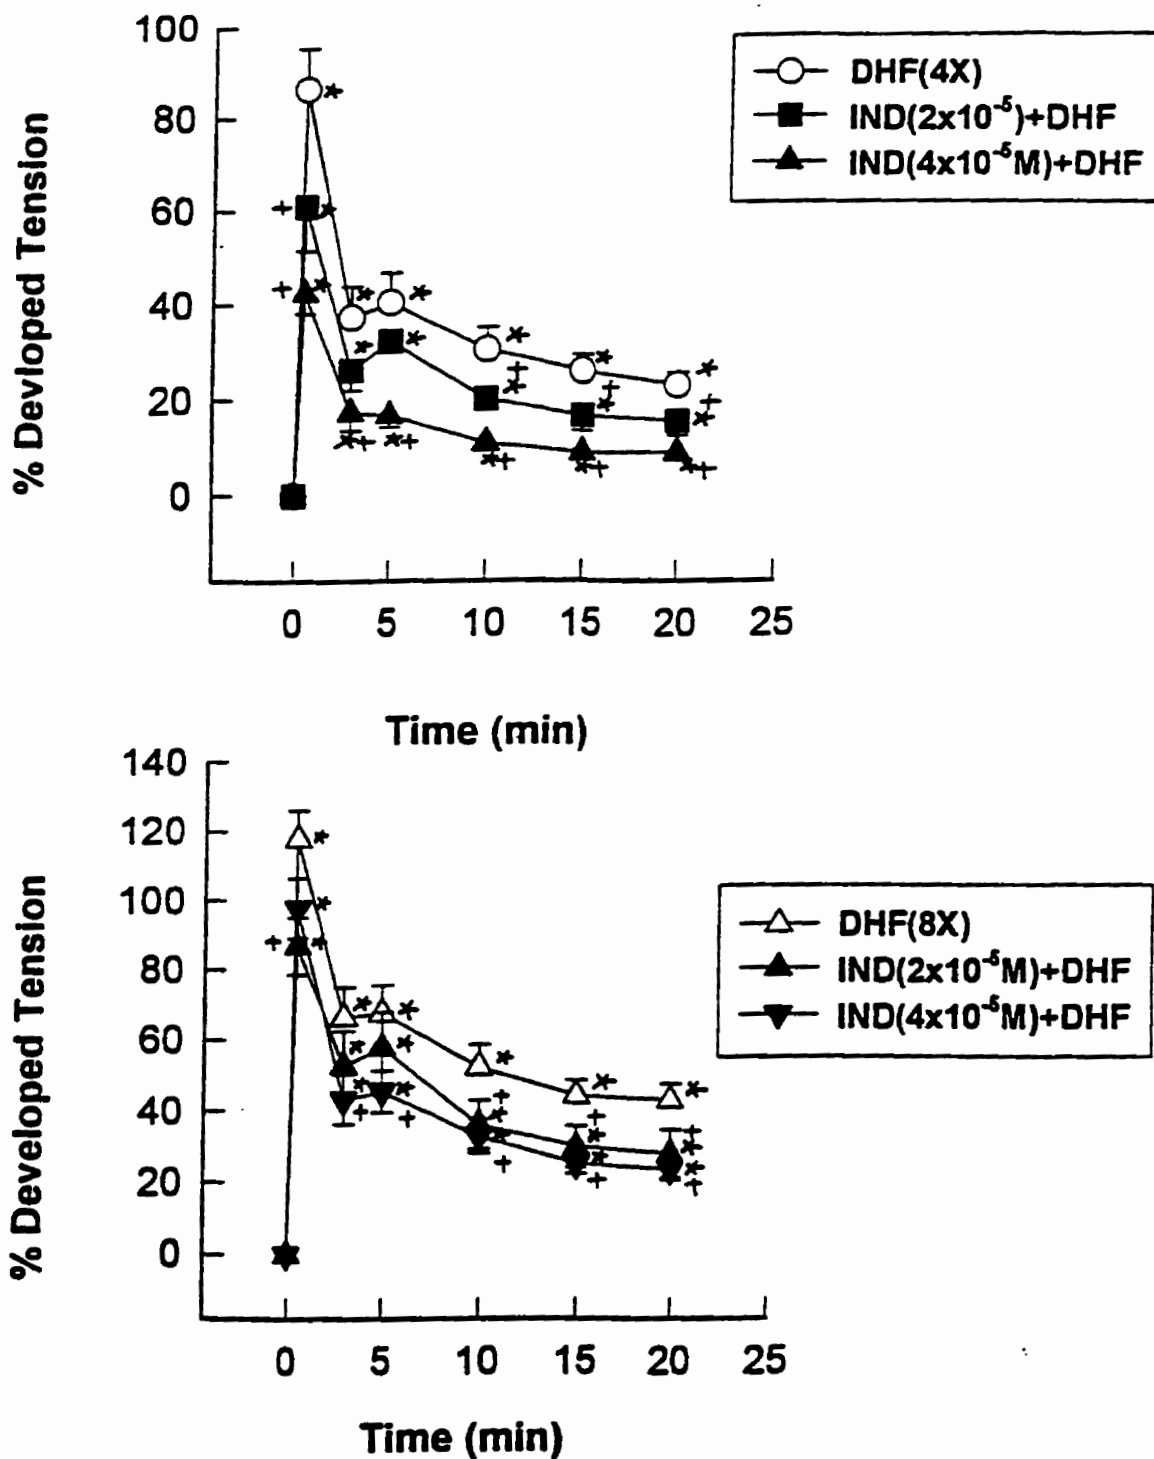 100
80
60
40
20
0
% Devloped Tension
DHF(4X)
IND(2x10⁻⁵)+DHF
IND(4x10⁻⁵M)+DHF
0 5 10 15 20 25
Time (min)
140
120
100
80
60
40
20
0
% Developed Tension
DHF(8X)
IND(2x10⁻⁵M)+DHF
IND(4x10⁻⁵M)+DHF
0 5 10 15 20 25
Time (min)